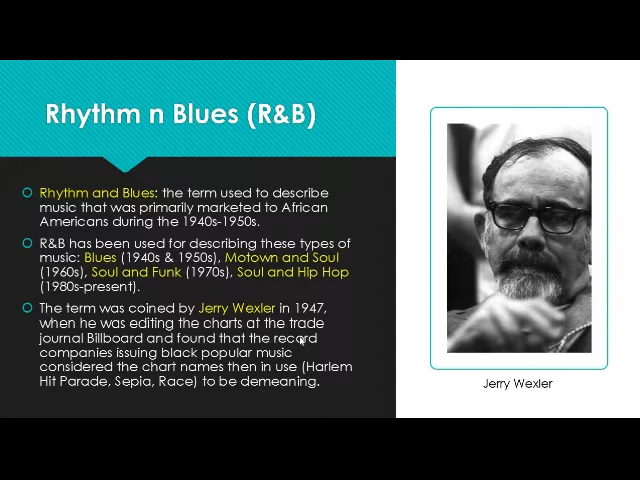 Rhythm n Blues (R&B)
Rhythm and Blues: the term used to describe
music that was primarily marketed to African
Americans during the 1940s-1950s.
R&B has been used for describing these types of
music: Blues (1940s & 1950s), Motown and Soul
(1960s), Soul and Funk (1970s), Soul and Hip Hop
(1980s-present).
The term was coined by Jerry Wexler in 1947,
when he was editing the charts at the trade
journal Billboard and found that the record
companies issuing black popular music
considered the chart names then in use (Harlem
Hit Parade, Sepia, Race) to be demeaning.
Jerry Wexler